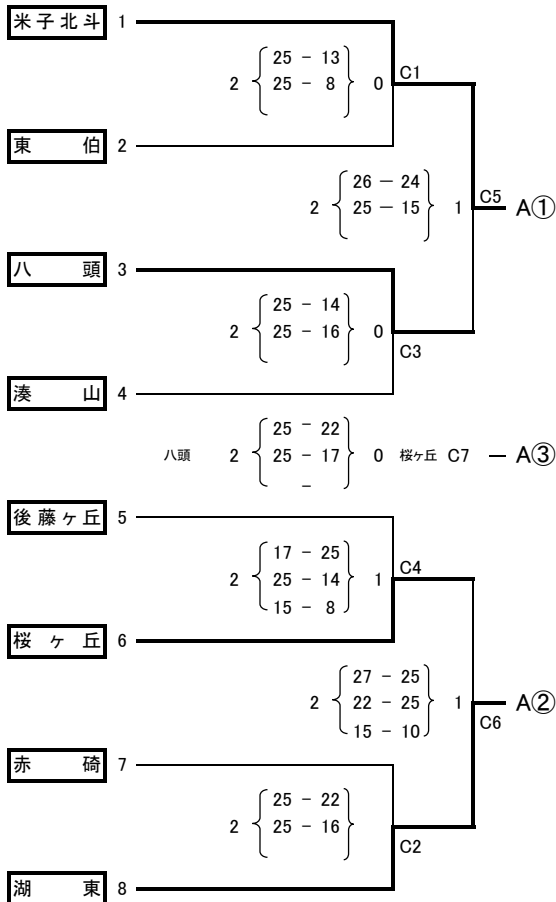 米子北斗 1
25 - 13
2 25 - 8 0 C1
東伯 2
26 - 24
2 25 - 15 1 C5 A①
八頭 3
25 - 14
2 25 - 16 0
C3
湊山 4
25 - 22
八頭 2 25 - 17 0 桜ヶ丘 C7 - A③
-
後藤ヶ丘 5
17 - 25
2 25 - 14 1 C4
15 - 8
桜ヶ丘 6
27 - 25
2 22 - 25 1 A②
15 - 10 C6
赤碕 7
25 - 22
2 25 - 16
C2
湖東 8